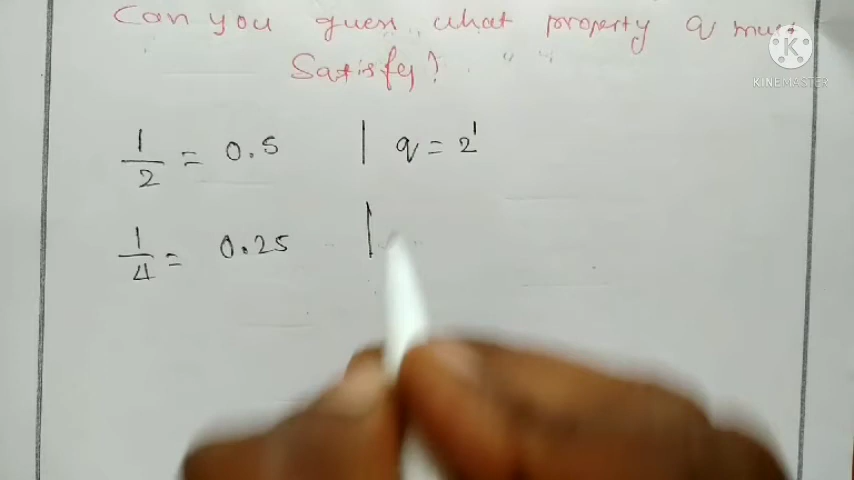 Can you guess what property q must
Satisfy?
KINEMASTER
1/2 = 0.5 | q = 2¹
1/4 = 0.25 |